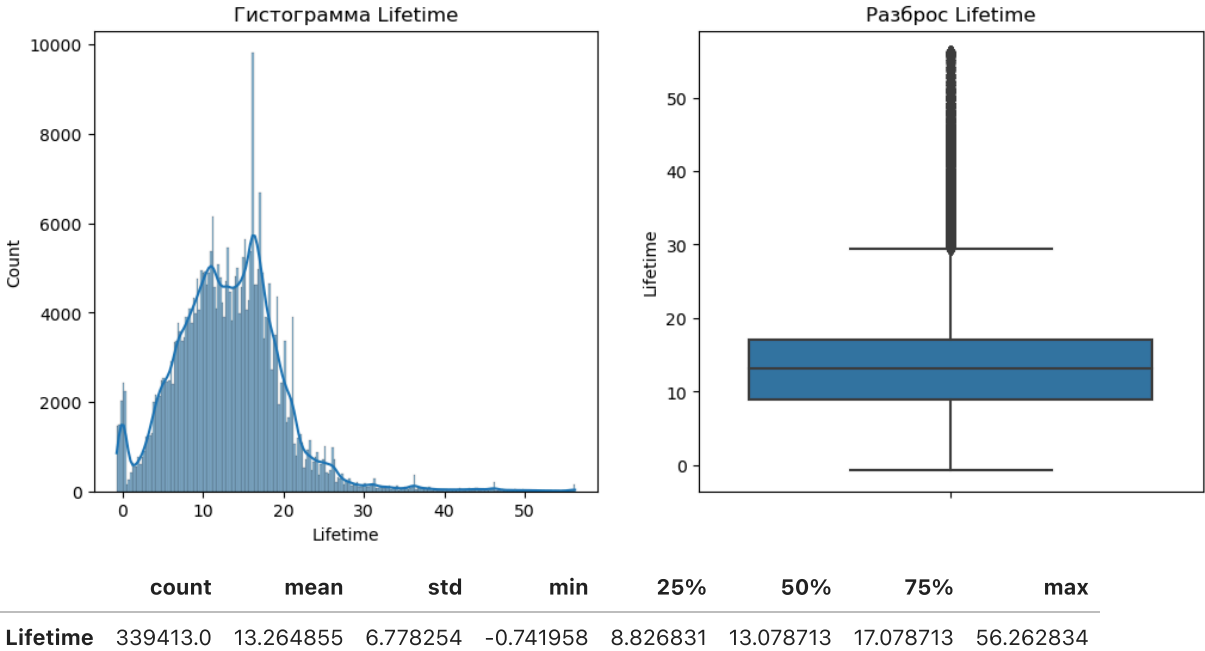 Гистограмма Lifetime
10000
8000
6000
4000
2000
0
Count
0 10 20 30 40 50
Lifetime
Разброс Lifetime
50
40
30
20
10
0
Lifetime
count mean std min 25% 50% 75% max
Lifetime 339413.0 13.264855 6.778254 -0.741958 8.826831 13.078713 17.078713 56.262834